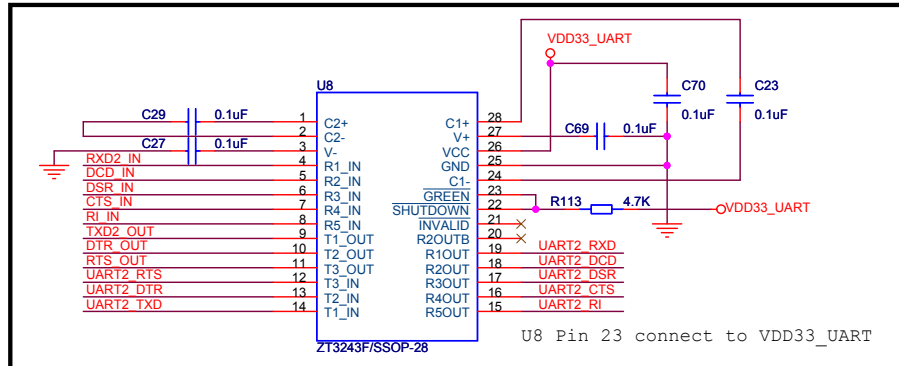 VDD33_UART
U8
C70
C23
C29
0.1uF
0.1uF
0.1uF
1
C2+
C1+
28
2
C2-
V+
27
C69
0.1uF
C27
0.1uF
3
V-
VCC
26
RXD2_IN
4
R1_IN
GND
25
DCD_IN
5
R2_IN
C1-
24
DSR_IN
6
R3_IN
GREEN
23
CTS_IN
7
R4_IN
SHUTDOWN
22
R113
4.7K
VDD33_UART
RI_IN
8
R5_IN
INVALID
21
TXD2_OUT
9
T1_OUT
R2OUTB
20
DTR_OUT
10
T2_OUT
R1OUT
19
UART2_RXD
RTS_OUT
11
T3_OUT
R2OUT
18
UART2_DCD
UART2_RTS
12
T3_IN
R3OUT
17
UART2_DSR
UART2_DTR
13
T2_IN
R4OUT
16
UART2_CTS
UART2_TXD
14
T1_IN
R5OUT
15
UART2_RI
U8 Pin 23 connect to VDD33_UART
ZT3243F/SSOP-28